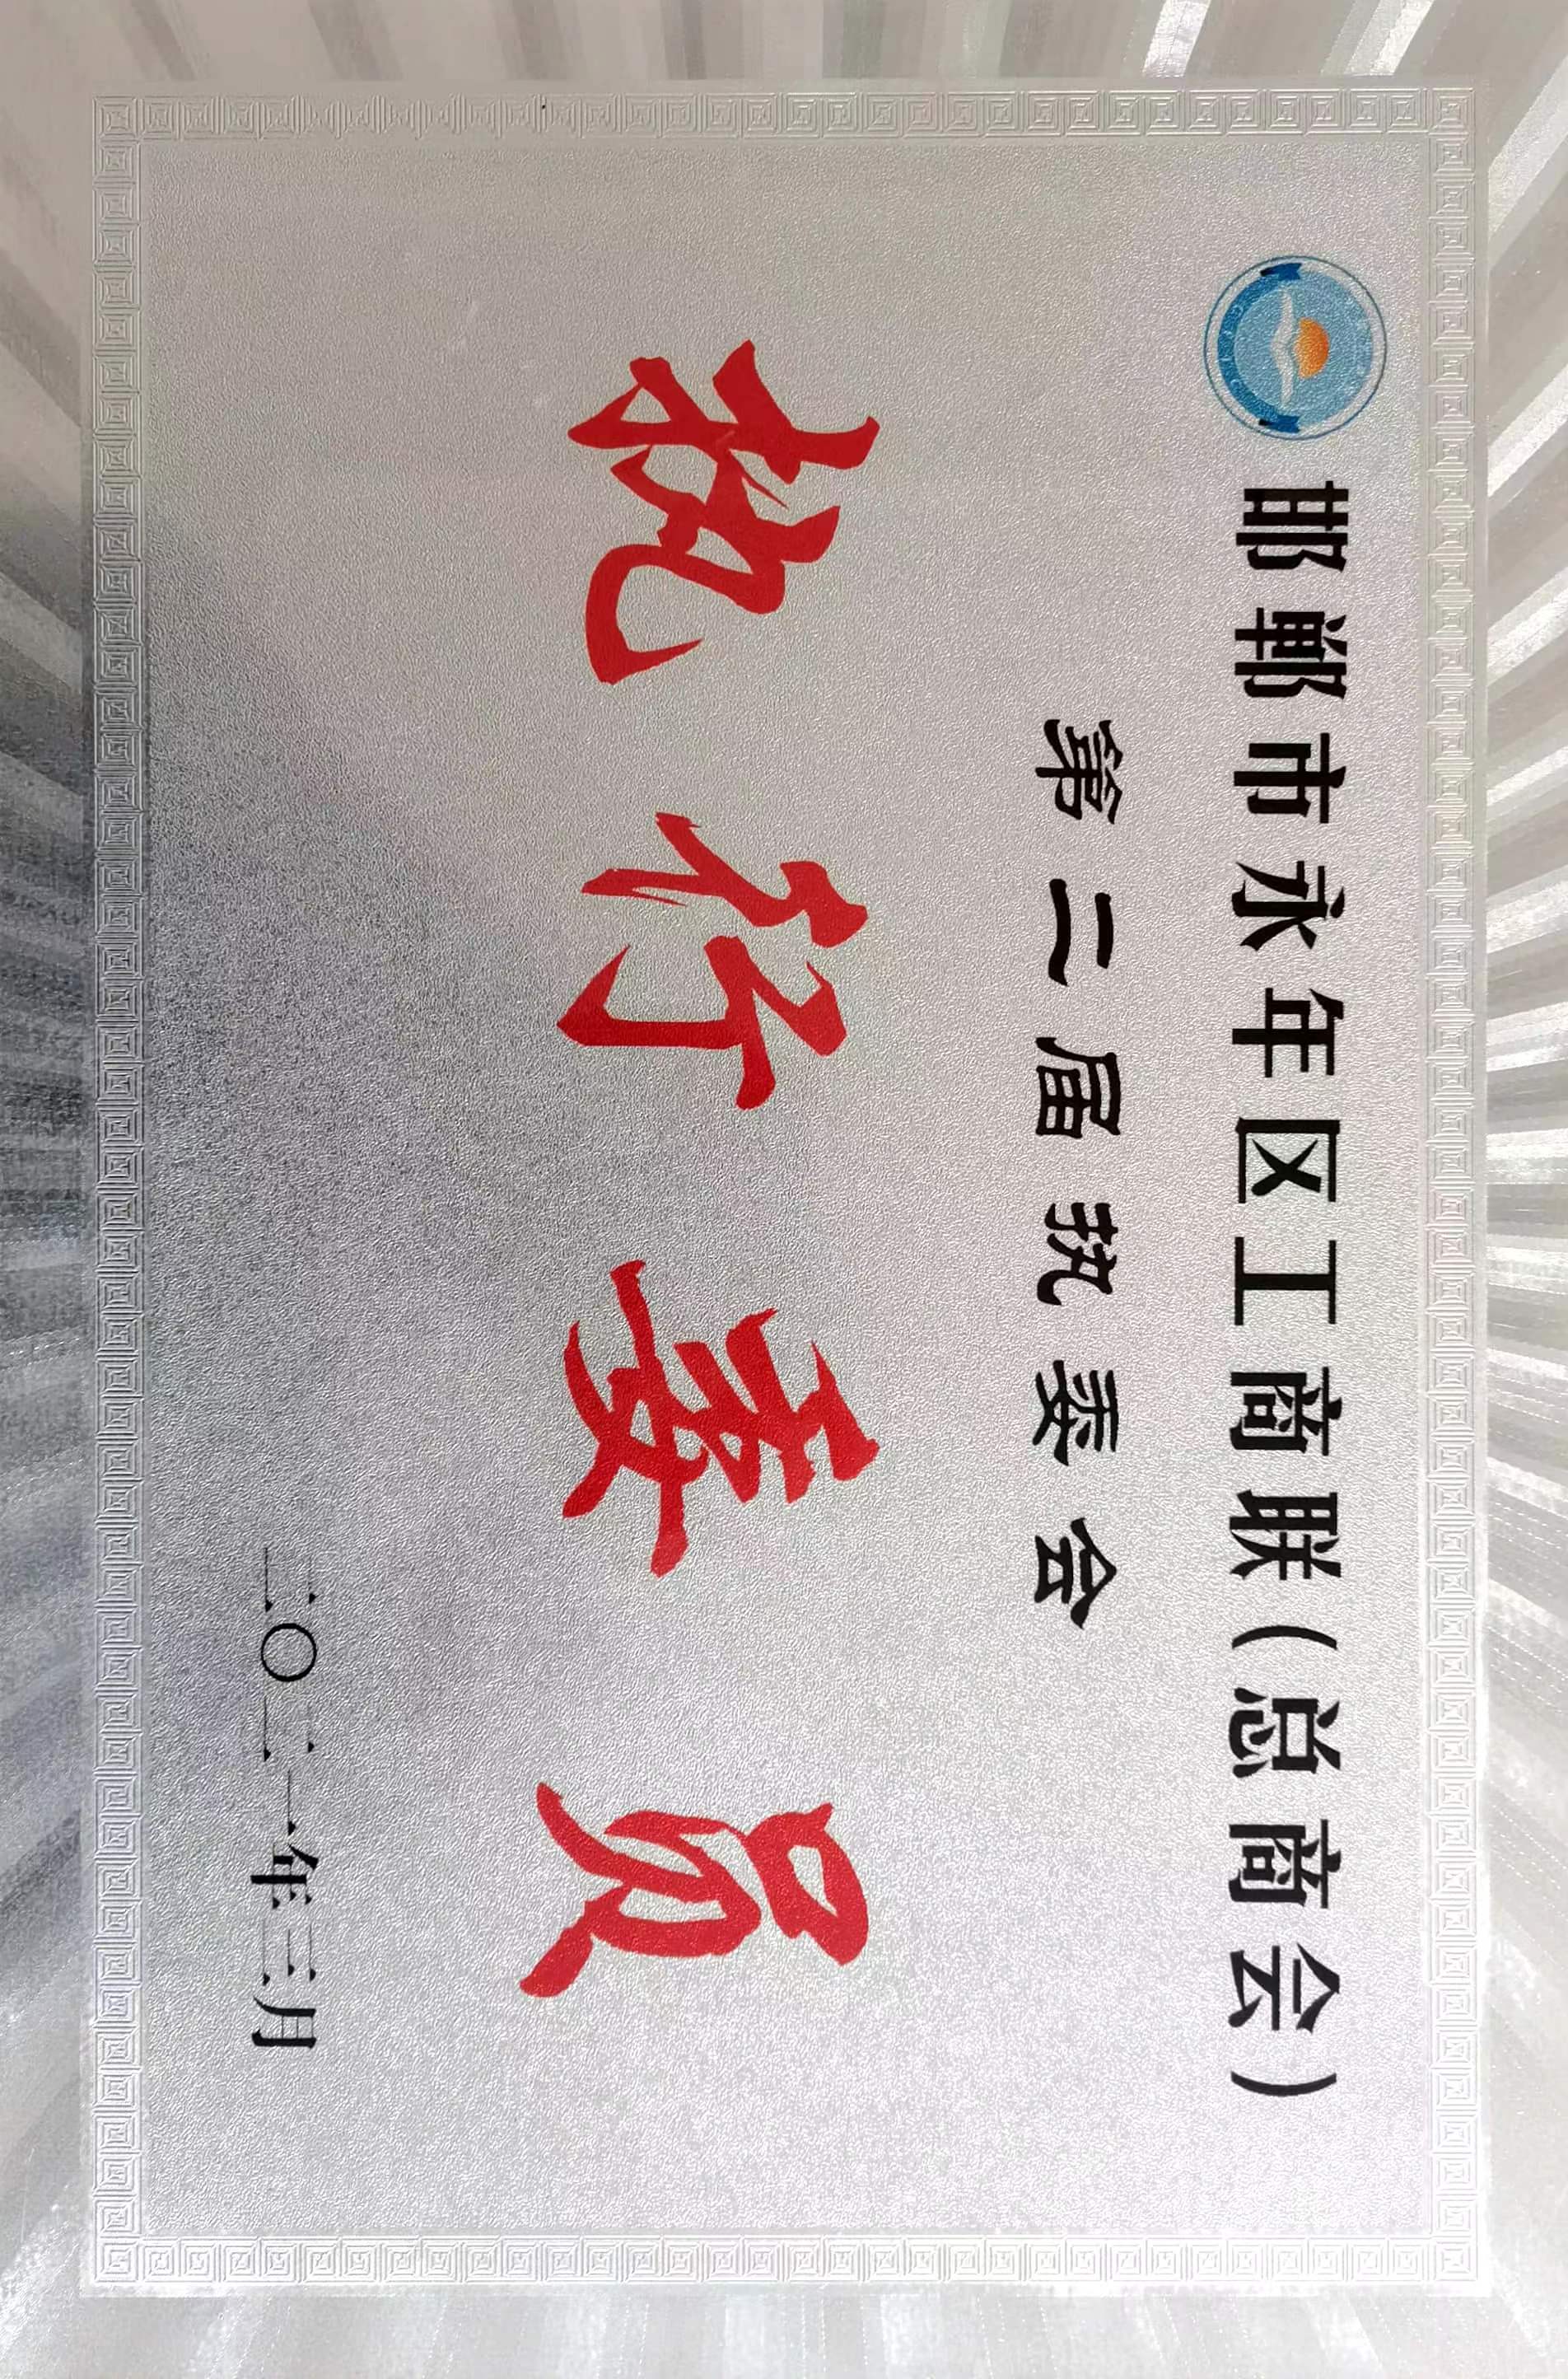 邯郸市永年区工商联(总商会)
第二届执委会
执行委员
二〇二一年三月